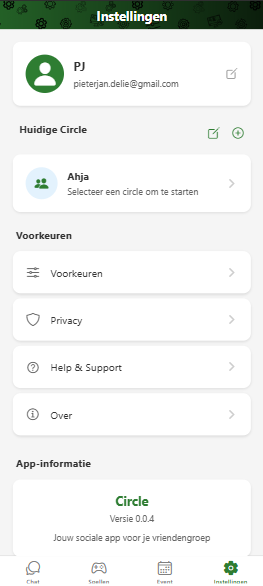 Instellingen
PJ
pieterjan.delie@gmail.com
Huidige Circle
Ahja
Selecteer een circle om te starten
Voorkeuren
Voorkeuren
Privacy
Help & Support
Over
App-informatie
Circle
Versie 0.0.4
Jouw sociale app voor je vriendengroep
Chat
Spellen
Event
Instellingen